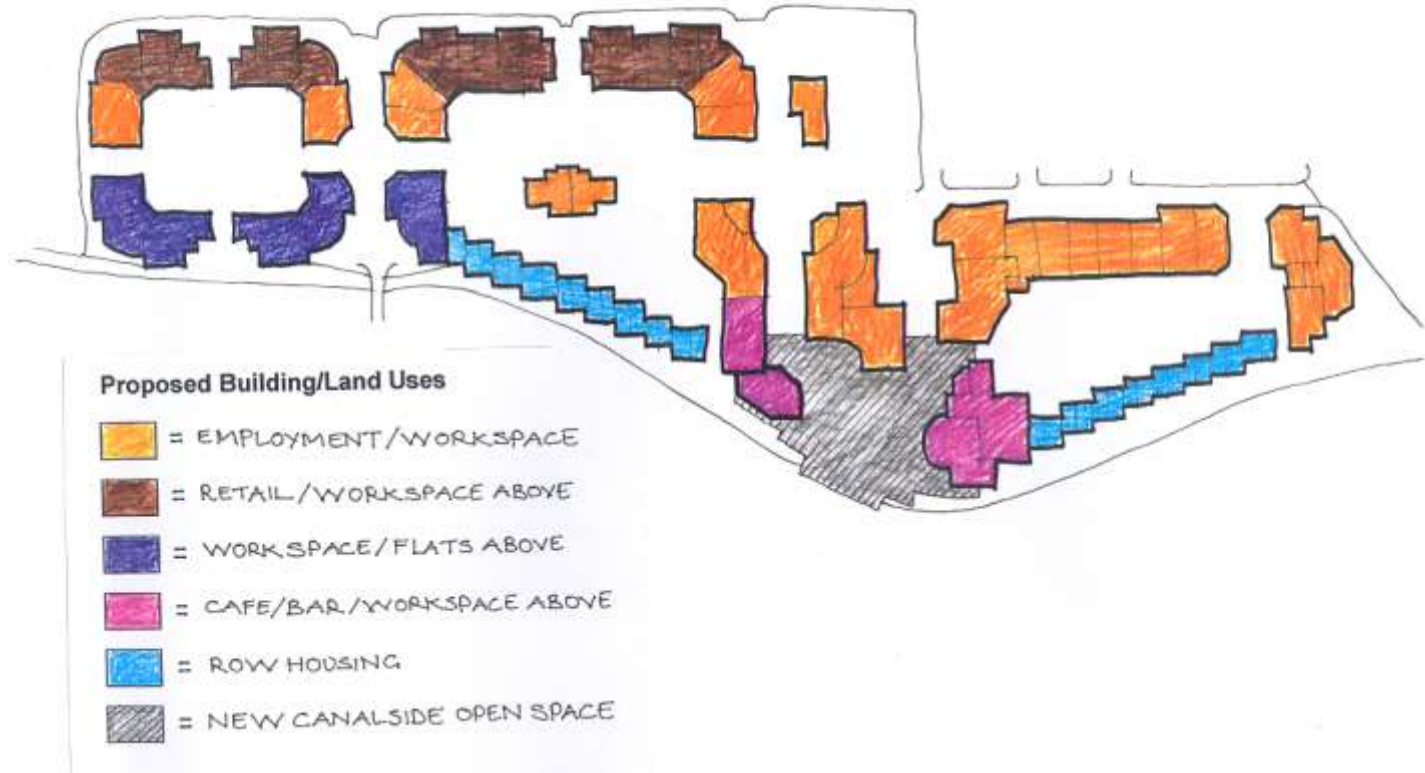 Proposed Building/Land Uses
= EMPLOYMENT/WORKSPACE
= RETAIL/WORKSPACE ABOVE
= WORKSPACE/FLATS ABOVE
= CAFE/BAR/WORKSPACE ABOVE
= ROW HOUSING
= NEW CANALSIDE OPEN SPACE